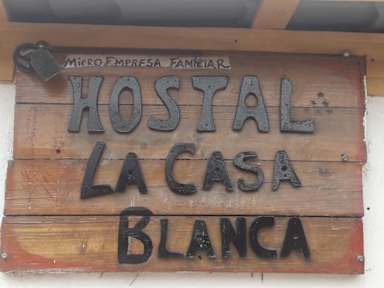 Micro Empresa Familiar
HOSTAL
LA CASA
BLANCA